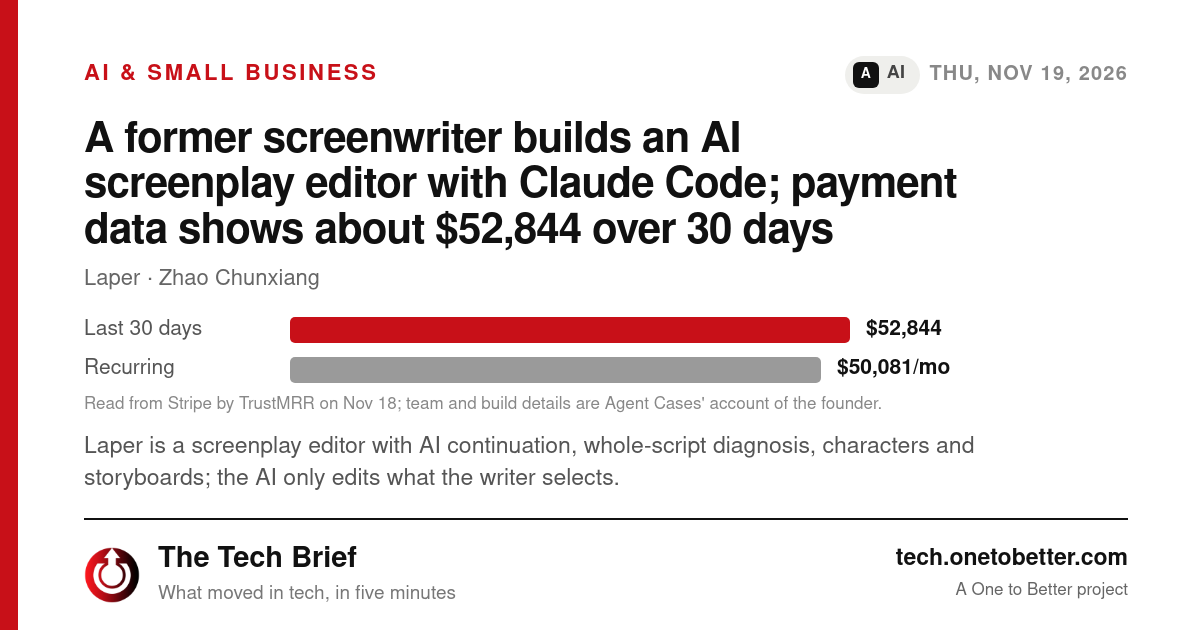 AI & SMALL BUSINESS
A AI THU, NOV 19, 2026
A former screenwriter builds an AI
screenplay editor with Claude Code; payment
data shows about $52,844 over 30 days
Laper · Zhao Chunxiang
Last 30 days $52,844
Recurring $50,081/mo
Read from Stripe by TrustMRR on Nov 18; team and build details are Agent Cases' account of the founder.
Laper is a screenplay editor with AI continuation, whole-script diagnosis, characters and
storyboards; the AI only edits what the writer selects.
The Tech Brief
What moved in tech, in five minutes
tech.onetobetter.com
A One to Better project